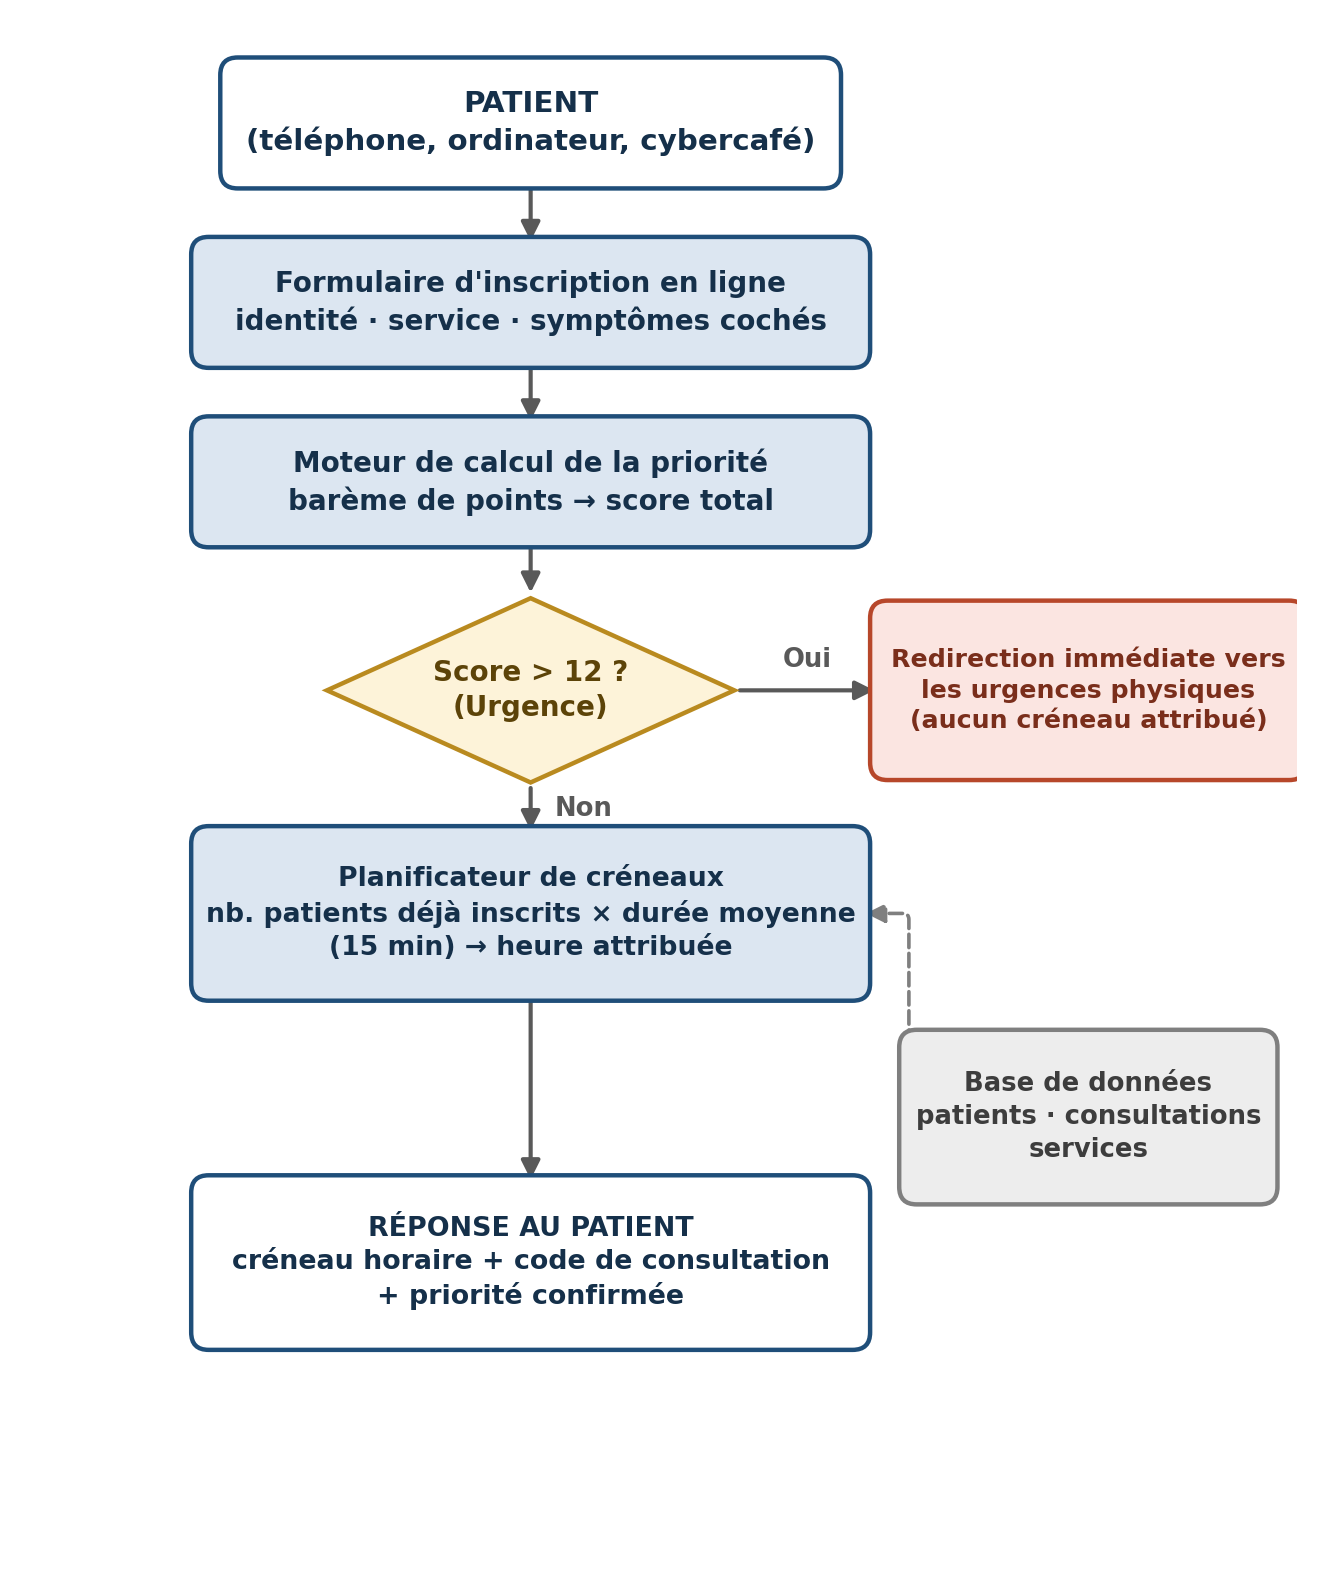 PATIENT
(téléphone, ordinateur, cybercafé)
Formulaire d'inscription en ligne
identité · service · symptômes cochés
Moteur de calcul de la priorité
barème de points → score total
Score > 12 ?
(Urgence)
Oui
Redirection immédiate vers
les urgences physiques
(aucun créneau attribué)
Non
Planificateur de créneaux
nb. patients déjà inscrits × durée moyenne
(15 min) → heure attribuée
Base de données
patients · consultations
services
RÉPONSE AU PATIENT
créneau horaire + code de consultation
+ priorité confirmée